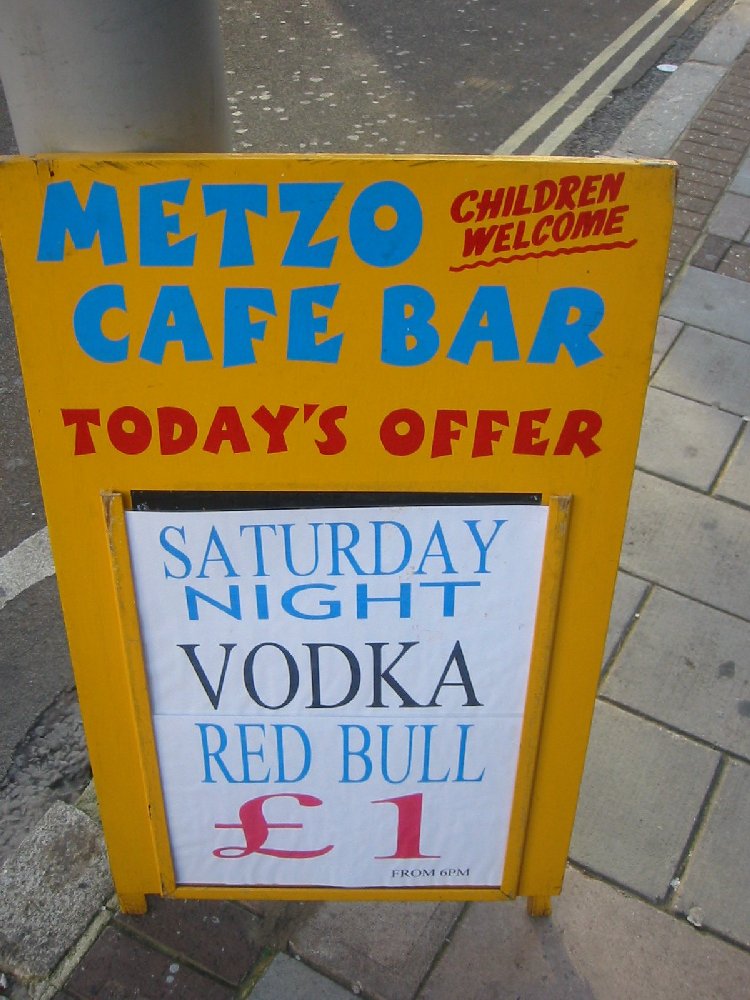 METZO
CHILDREN
WELCOME
CAFE BAR
TODAY'S OFFER
SATURDAY
NIGHT
VODKA
RED BULL
£1
FROM 6PM